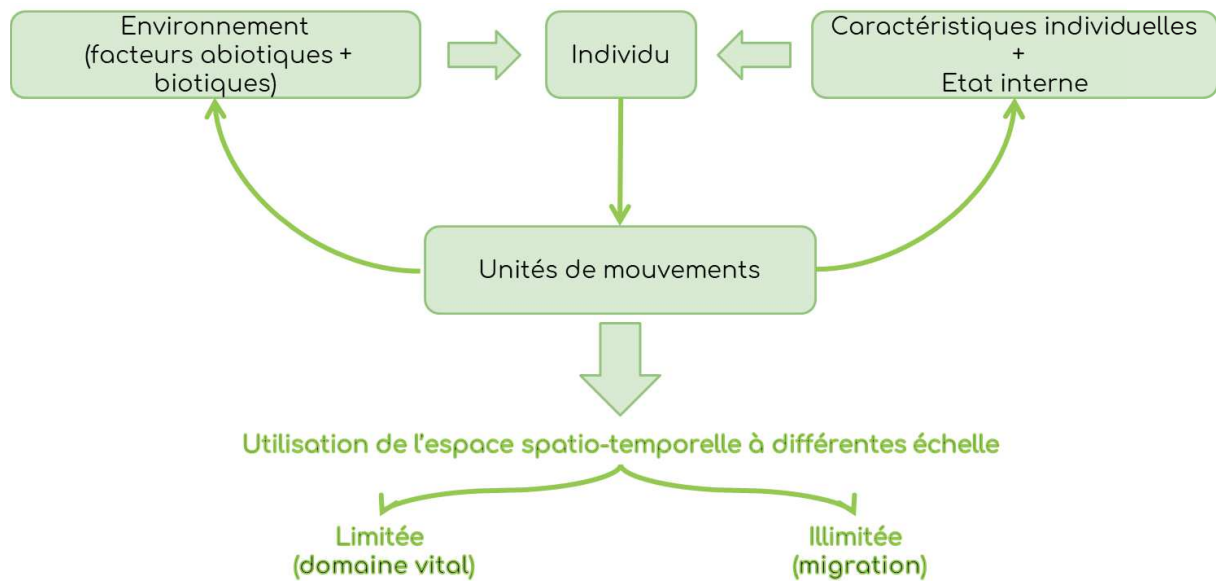 Environnement
(facteurs abiotiques +
biotiques)
Individu
Caractéristiques individuelles
+
Etat interne
Unités de mouvements
Utilisation de l'espace spatio-temporelle à différentes échelle
Limitée
(domaine vital)
Illimitée
(migration)